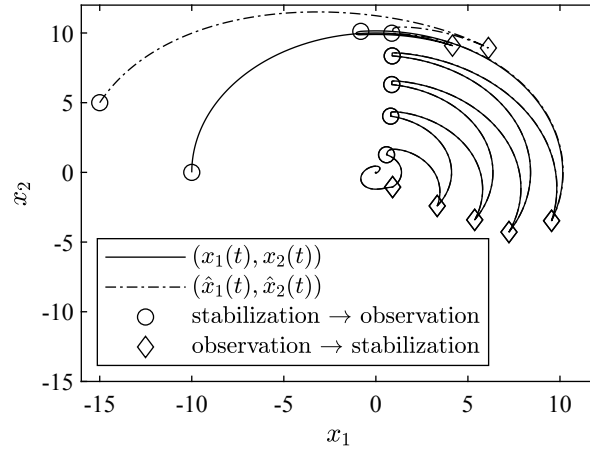 10
5
0
-5
-10
-15
x₂
(x₁(t), x₂(t))
(x̂₁(t), x̂₂(t))
stabilization → observation
observation → stabilization
-15 -10 -5 0 5 10
x₁